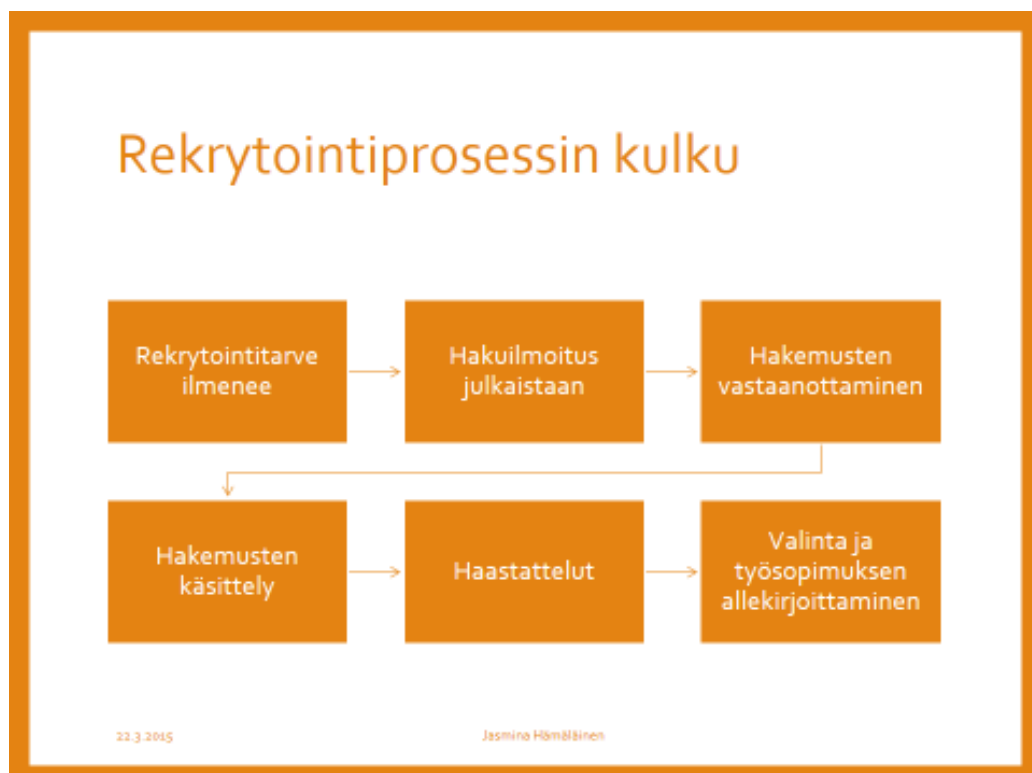 Rekrytointiprosessin kulku
Rekrytointitarve
ilmenee
Hakuilmoitus
julkaistaan
Hakemusten
vastaanottaminen
Hakemusten
käsittely
Haastattelut
Valinta ja
työsopimuksen
allekirjoittaminen
22.3.2015
Jasmina Hämäläinen